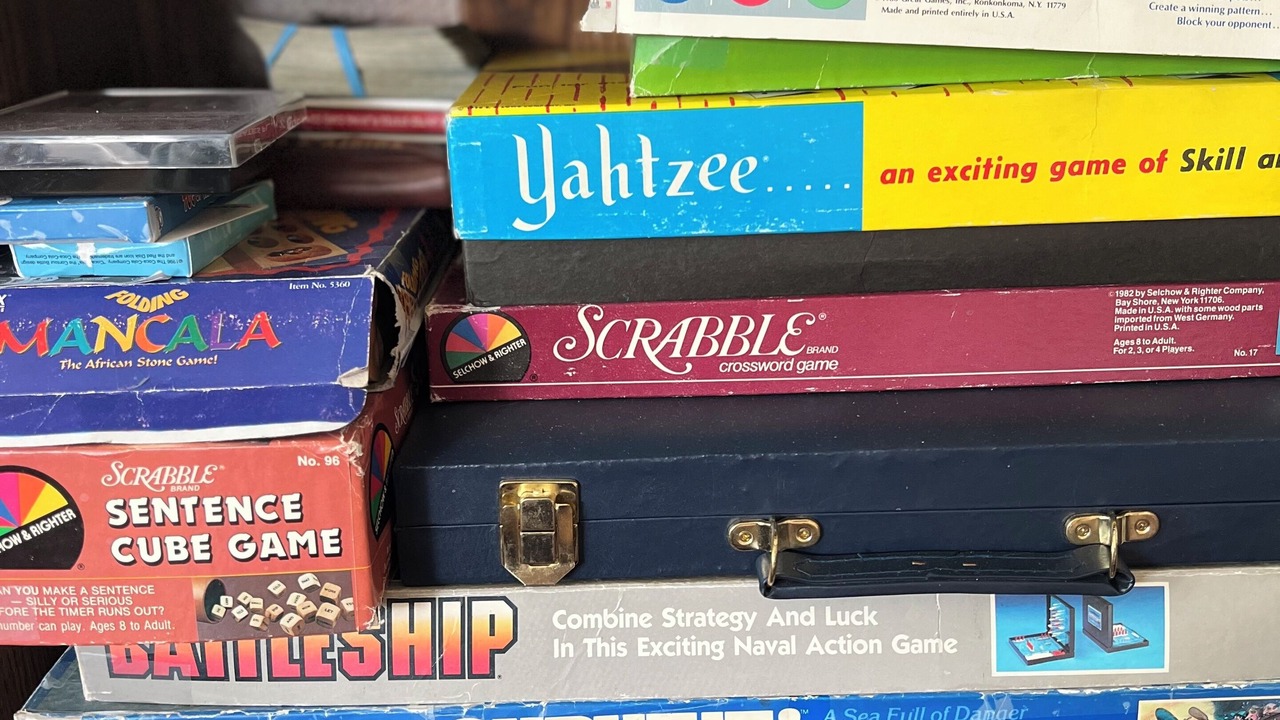 Great Games, Inc., Ronkonkoma, N.Y. 11779
Made and printed entirely in U.S.A.
Create a winning pattern...
Block your opponent...
Yahtzee.....
an exciting game of Skill
Item No. 5360
FOLDING
MANCALA
The African Stone Game!
SELCHOW & RIGHTER
SCRABBLE®
BRAND
crossword game
©1982 by Selchow & Righter Company,
Bay Shore, New York 11706.
Made in U.S.A. with some wood parts
imported from West Germany.
Printed in U.S.A.
Ages 8 to Adult.
For 2, 3, or 4 Players.
No. 17
& RIGHTER
SCRABBLE®
BRAND
No. 96
SENTENCE
CUBE GAME
YOU MAKE A SENTENCE
— SILLY OR SERIOUS
THE TIMER RUNS OUT?
number can play. Ages 8 to Adult.
BATTLESHIP
Combine Strategy And Luck
In This Exciting Naval Action Game
A Sea Full of Danger